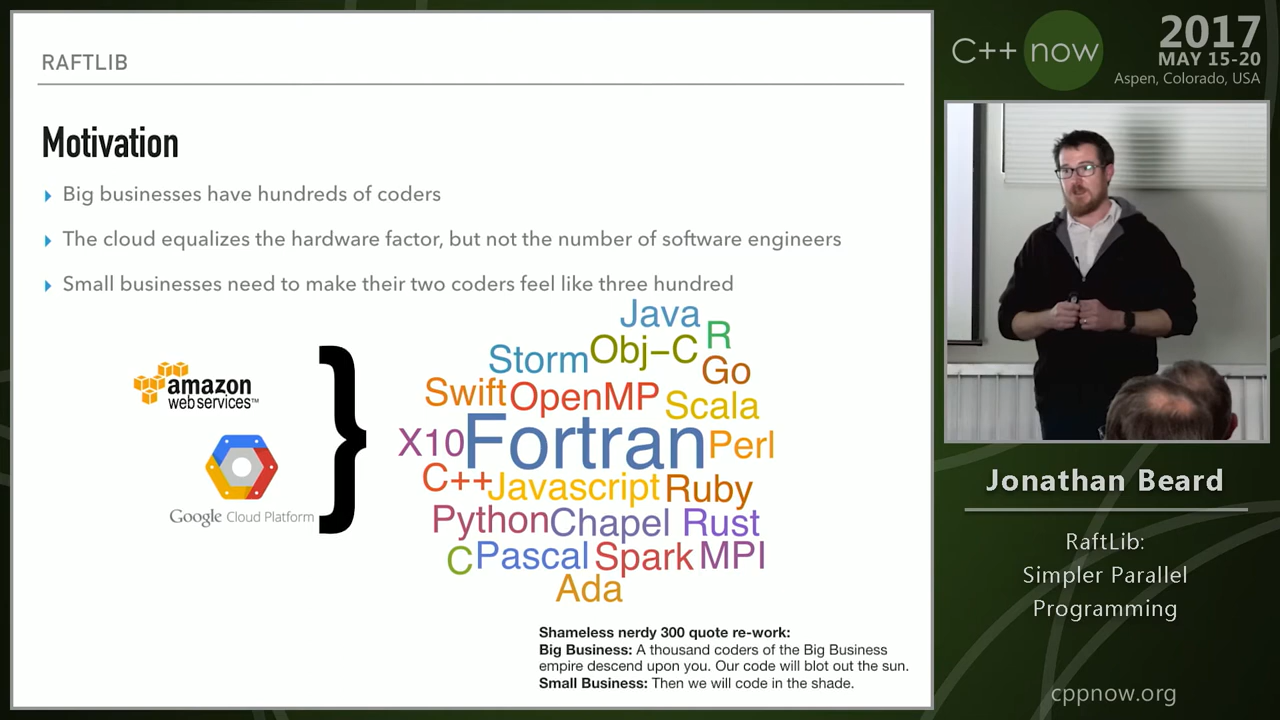 RAFTLIB
Motivation
Big businesses have hundreds of coders
The cloud equalizes the hardware factor, but not the number of software engineers
Small businesses need to make their two coders feel like three hundred
amazon
web services™
Google Cloud Platform
}
Java
R
Storm
Obj-C
Go
Swift
OpenMP
Scala
X10
Fortran
Perl
C++
Javascript
Ruby
Python
Chapel
Rust
C
Pascal
Spark
MPI
Ada
Shameless nerdy 300 quote re-work:
Big Business: A thousand coders of the Big Business
empire descend upon you. Our code will blot out the sun.
Small Business: Then we will code in the shade.
C++ now
2017
MAY 15-20
Aspen, Colorado, USA
Jonathan Beard
RaftLib:
Simpler Parallel
Programming
cppnow.org